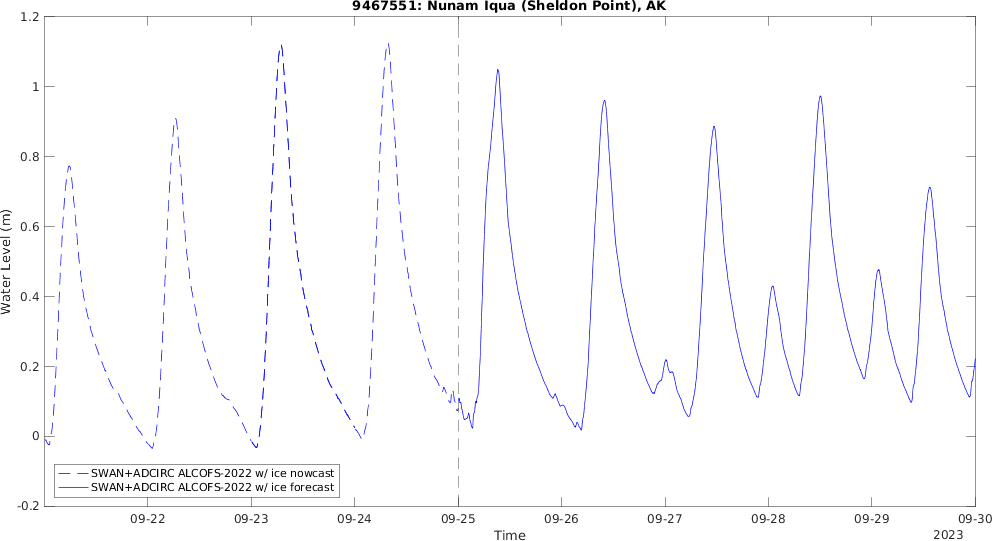 9467551: Nunam Iqua (Sheldon Point), AK
1.2
1
0.8
0.6
0.4
0.2
0
-0.2
Water Level (m)
SWAN+ADCIRC ALCOFS-2022 w/ ice nowcast
SWAN+ADCIRC ALCOFS-2022 w/ ice forecast
09-22 09-23 09-24 09-25 09-26 09-27 09-28 09-29 09-30
Time
2023